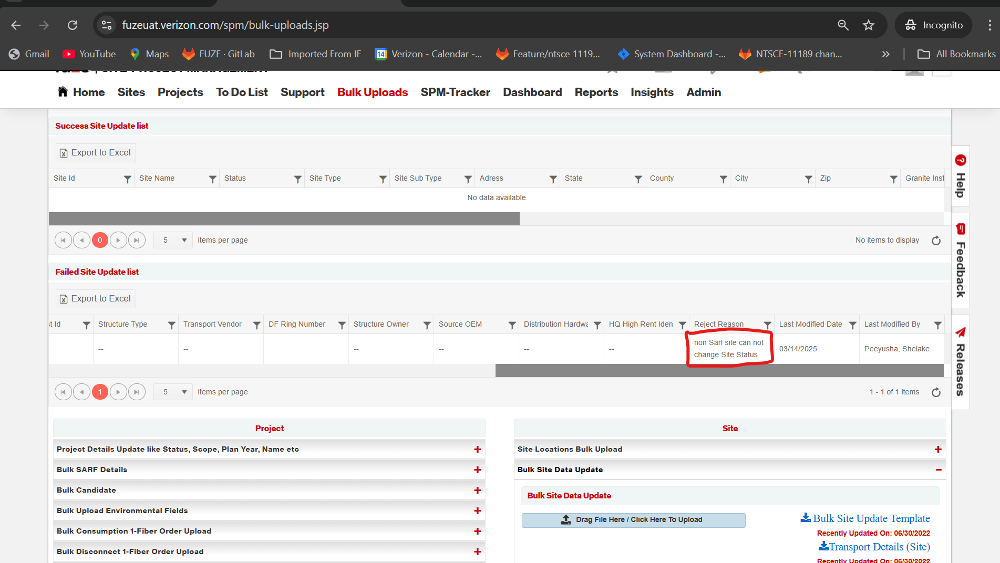 fuzeuat.verizon.com/spm/bulk-uploads.jsp
Incognito
Gmail
YouTube
Maps
FUZE · GitLab
Imported From IE
14
Verizon - Calendar -...
Feature/ntsce 1119...
System Dashboard -...
NTSCE-11189 chan...
»
All Bookmarks
SITE PROJECT MANAGEMENT
Home
Sites
Projects
To Do List
Support
Bulk Uploads
SPM-Tracker
Dashboard
Reports
Insights
Admin
Success Site Update list
Export to Excel
Site Id
Site Name
Status
Site Type
Site Sub Type
Adress
State
County
City
Zip
Granite Inst
No data available
0
5
items per page
No items to display
Failed Site Update list
Export to Excel
t Id
Structure Type
Transport Vendor
DF Ring Number
Structure Owner
Source OEM
Distribution Hardwa
HQ High Rent Iden
Reject Reason
Last Modified Date
Last Modified By
--
--
--
--
--
--
non Sarf site can not
change Site Status
03/14/2025
Peeyusha, Shelake
1
5
items per page
1 - 1 of 1 items
Project
Project Details Update like Status, Scope, Plan Year, Name etc
Bulk SARF Details
Bulk Candidate
Bulk Upload Environmental Fields
Bulk Consumption 1-Fiber Order Upload
Bulk Disconnect 1-Fiber Order Upload
Site
Site Locations Bulk Upload
Bulk Site Data Update
Bulk Site Data Update
Drag File Here / Click Here To Upload
Bulk Site Update Template
Recently Updated On: 06/30/2022
Transport Details (Site)
Recently Updated On: 06/30/2022
Help
Feedback
Releases